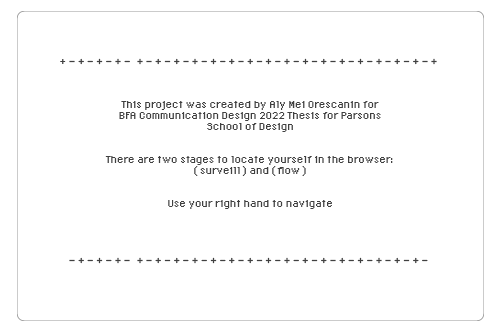 +-+-+-+- +-+-+-+-+-+-+-+-+-+-+-+-+-+-+-+-+-+
This project was created by Aly Mei Orescanin for
BFA Communication Design 2022 Thesis for Parsons
School of Design
There are two stages to locate yourself in the browser:
( surveill ) and ( flow )
Use your right hand to navigate
-+-+-+- +-+-+-+-+-+-+-+-+-+-+-+-+-+-+-+-+-